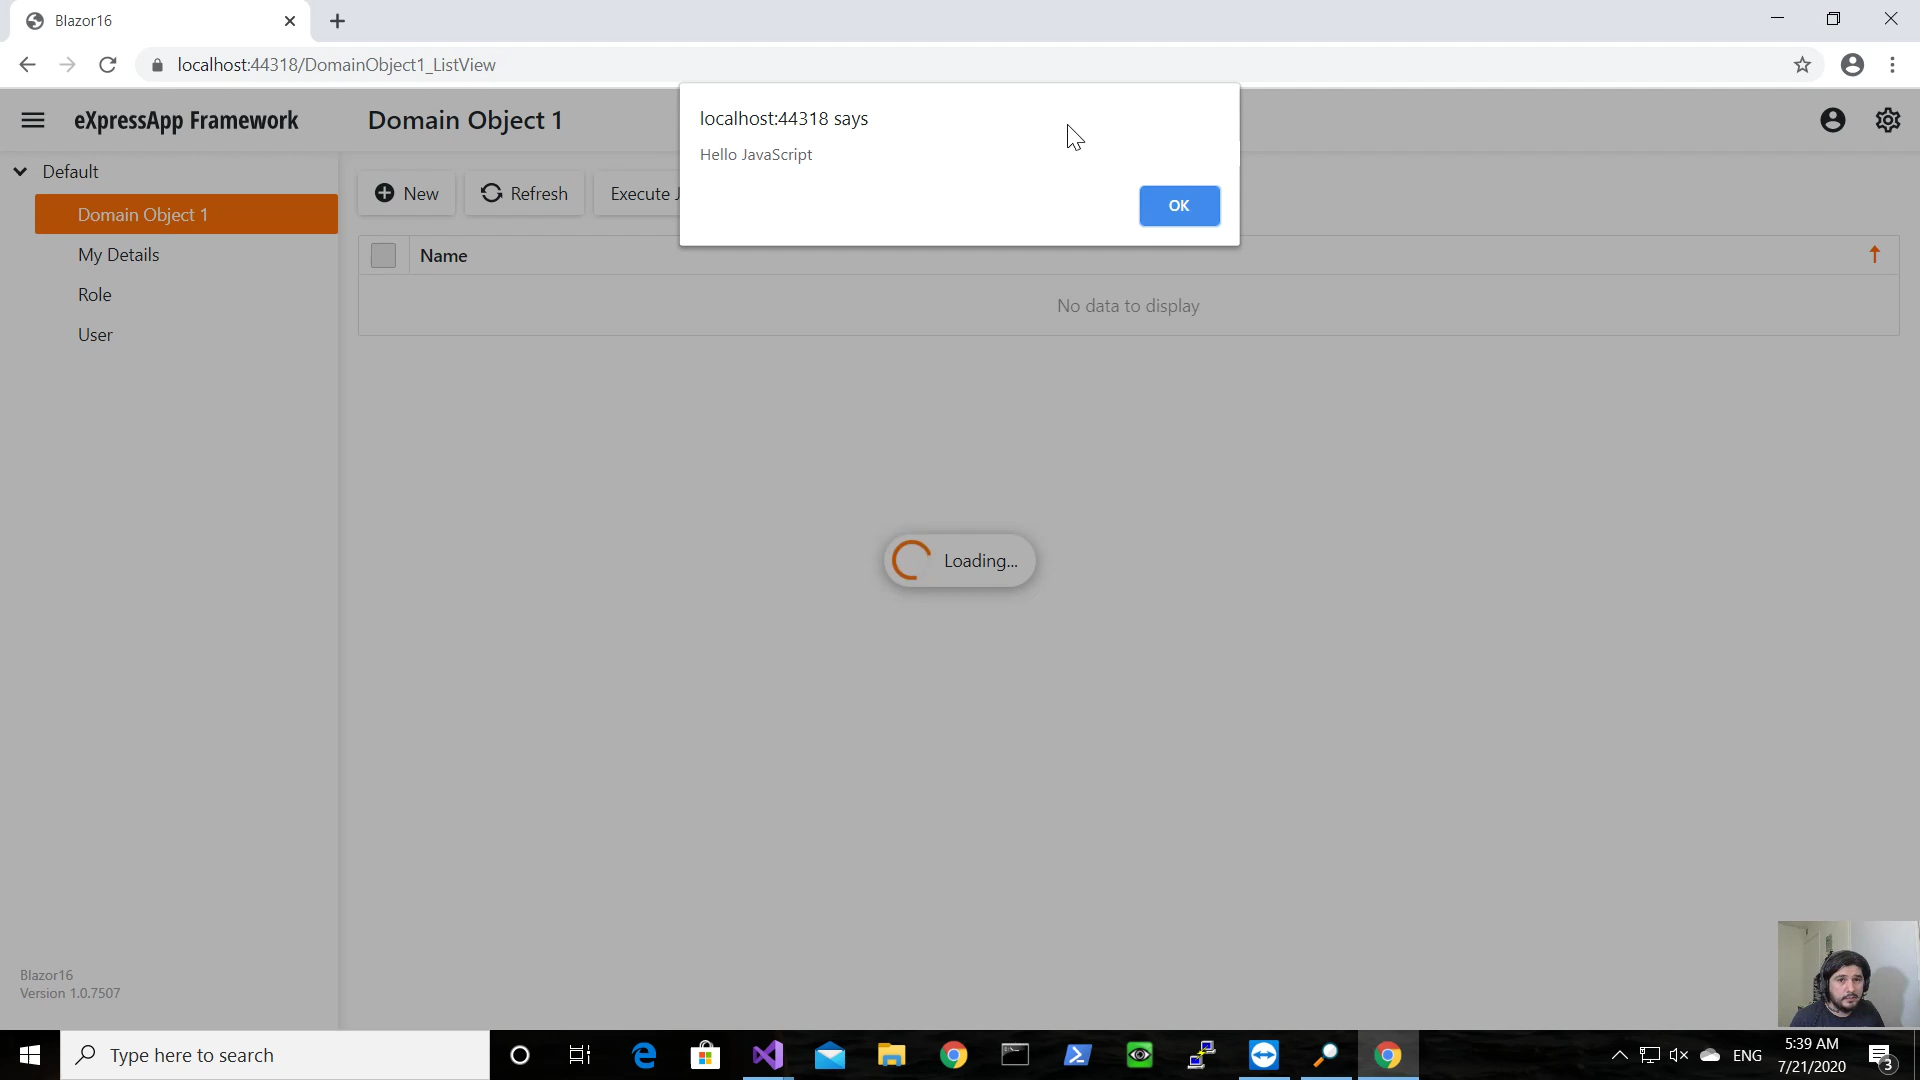 Blazor16
localhost:44318/DomainObject1_ListView
eXpressApp Framework
Domain Object 1
localhost:44318 says
Hello JavaScript
OK
Default
Domain Object 1
My Details
Role
User
New
Refresh
Execute J
Name
No data to display
Loading...
Blazor16
Version 1.0.7507
Type here to search
ENG
5:39 AM
7/21/2020
3